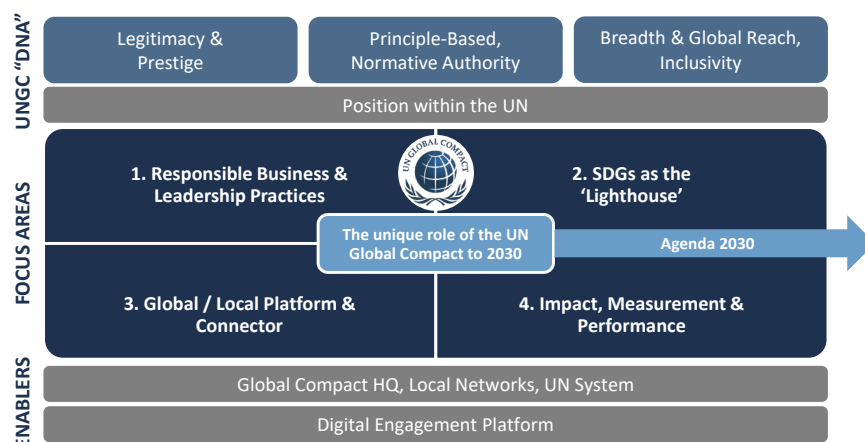 UNGC “DNA”
Legitimacy &
Prestige
Principle-Based,
Normative Authority
Breadth & Global Reach,
Inclusivity
Position within the UN
FOCUS AREAS
UN GLOBAL COMPACT
1. Responsible Business &
Leadership Practices
2. SDGs as the
‘Lighthouse’
The unique role of the UN
Global Compact to 2030
Agenda 2030
3. Global / Local Platform &
Connector
4. Impact, Measurement &
Performance
ENABLERS
Global Compact HQ, Local Networks, UN System
Digital Engagement Platform